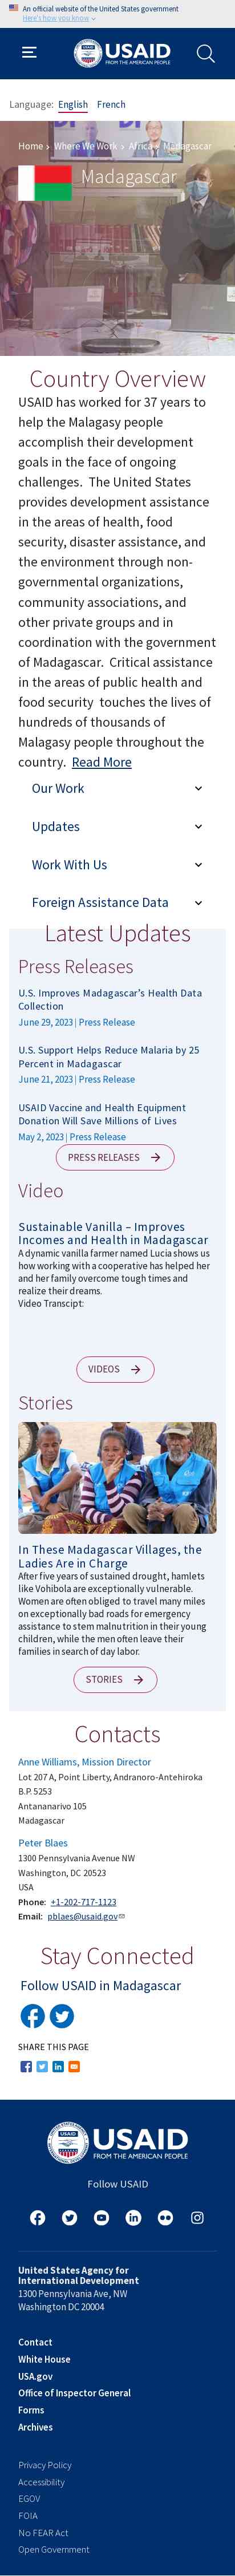 An official website of the United States government
Here's how you know
USAID
FROM THE AMERICAN PEOPLE
Language: English French
Home › Where We Work › Africa › Madagascar
Madagascar
Country Overview
USAID has worked for 37 years to
help the Malagasy people
accomplish their development
goals in the face of ongoing
challenges. The United States
provides development assistance
in the areas of health, food
security, disaster assistance, and
the environment through non-
governmental organizations,
community associations, and
other private groups and in
coordination with the government
of Madagascar. Critical assistance
in the areas of public health and
food security touches the lives of
hundreds of thousands of
Malagasy people throughout the
country. Read More
Our Work
Updates
Work With Us
Foreign Assistance Data
Latest Updates
Press Releases
U.S. Improves Madagascar’s Health Data
Collection
June 29, 2023 | Press Release
U.S. Support Helps Reduce Malaria by 25
Percent in Madagascar
June 21, 2023 | Press Release
USAID Vaccine and Health Equipment
Donation Will Save Millions of Lives
May 2, 2023 | Press Release
PRESS RELEASES →
Video
Sustainable Vanilla – Improves
Incomes and Health in Madagascar
A dynamic vanilla farmer named Lucia shows us
how working with a cooperative has helped her
and her family overcome tough times and
realize their dreams.
Video Transcipt:
VIDEOS →
Stories
In These Madagascar Villages, the
Ladies Are in Charge
After five years of sustained drought, hamlets
like Vohibola are exceptionally vulnerable.
Women are often obliged to travel many miles
on exceptionally bad roads for emergency
assistance to stem malnutrition in their young
children, while the men often leave their
families in search of day labor.
STORIES →
Contacts
Anne Williams, Mission Director
Lot 207 A, Point Liberty, Andranoro-Antehiroka
B.P. 5253
Antananarivo 105
Madagascar
Peter Blaes
1300 Pennsylvania Avenue NW
Washington, DC 20523
USA
Phone: +1-202-717-1123
Email: pblaes@usaid.gov
Stay Connected
Follow USAID in Madagascar
SHARE THIS PAGE
USAID
FROM THE AMERICAN PEOPLE
Follow USAID
United States Agency for
International Development
1300 Pennsylvania Ave, NW
Washington DC 20004
Contact
White House
USA.gov
Office of Inspector General
Forms
Archives
Privacy Policy
Accessibility
EGOV
FOIA
No FEAR Act
Open Government